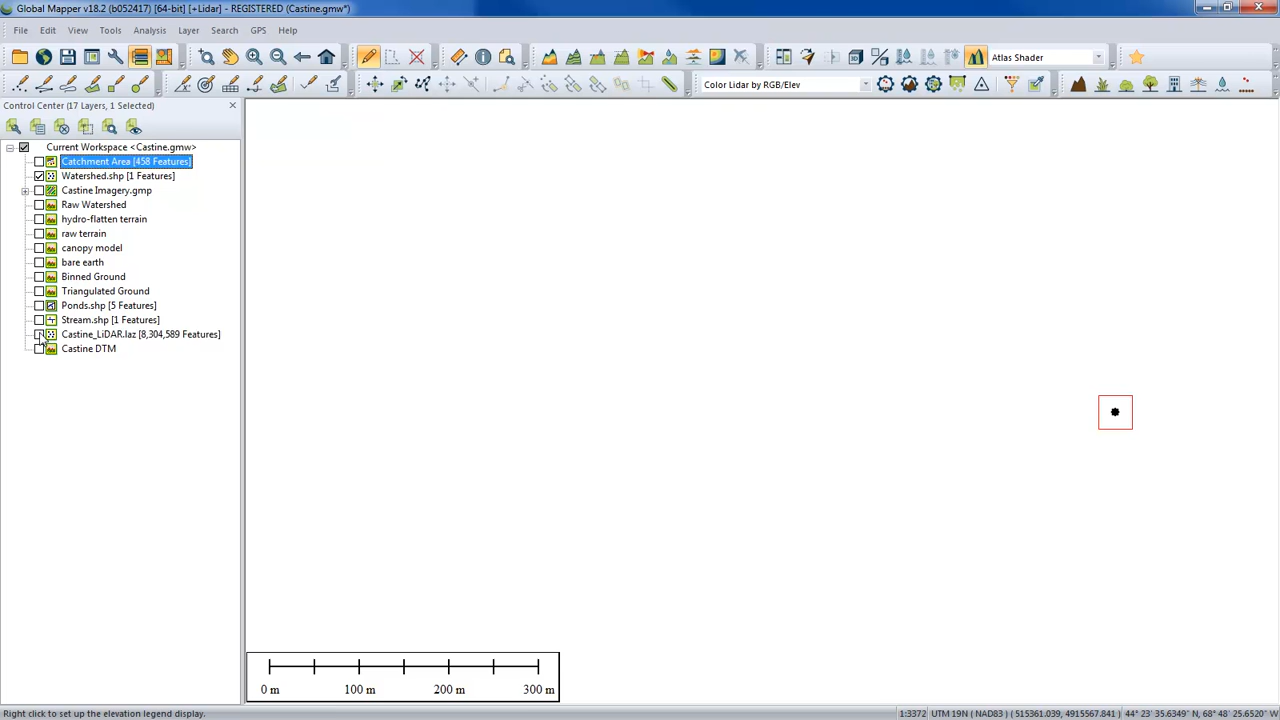 Global Mapper v18.2 (b052417) [64-bit] [+Lidar] - REGISTERED (Castine.gmw*)
File Edit View Tools Analysis Layer Search GPS Help
Atlas Shader
Color Lidar by RGB/Elev
Control Center (17 Layers, 1 Selected)
Current Workspace <Castine.gmw>
Catchment Area [458 Features]
Watershed.shp [1 Features]
Castine Imagery.gmp
Raw Watershed
hydro-flatten terrain
raw terrain
canopy model
bare earth
Binned Ground
Triangulated Ground
Ponds.shp [5 Features]
Stream.shp [1 Features]
Castine_LiDAR.laz [8,304,589 Features]
Castine DTM
0 m 100 m 200 m 300 m
Right click to set up the elevation legend display. 1:3372 UTM 19N (NAD83) ( 515361.039, 4915567.841 ) 44° 23' 35.6349" N, 68° 48' 25.6520" W